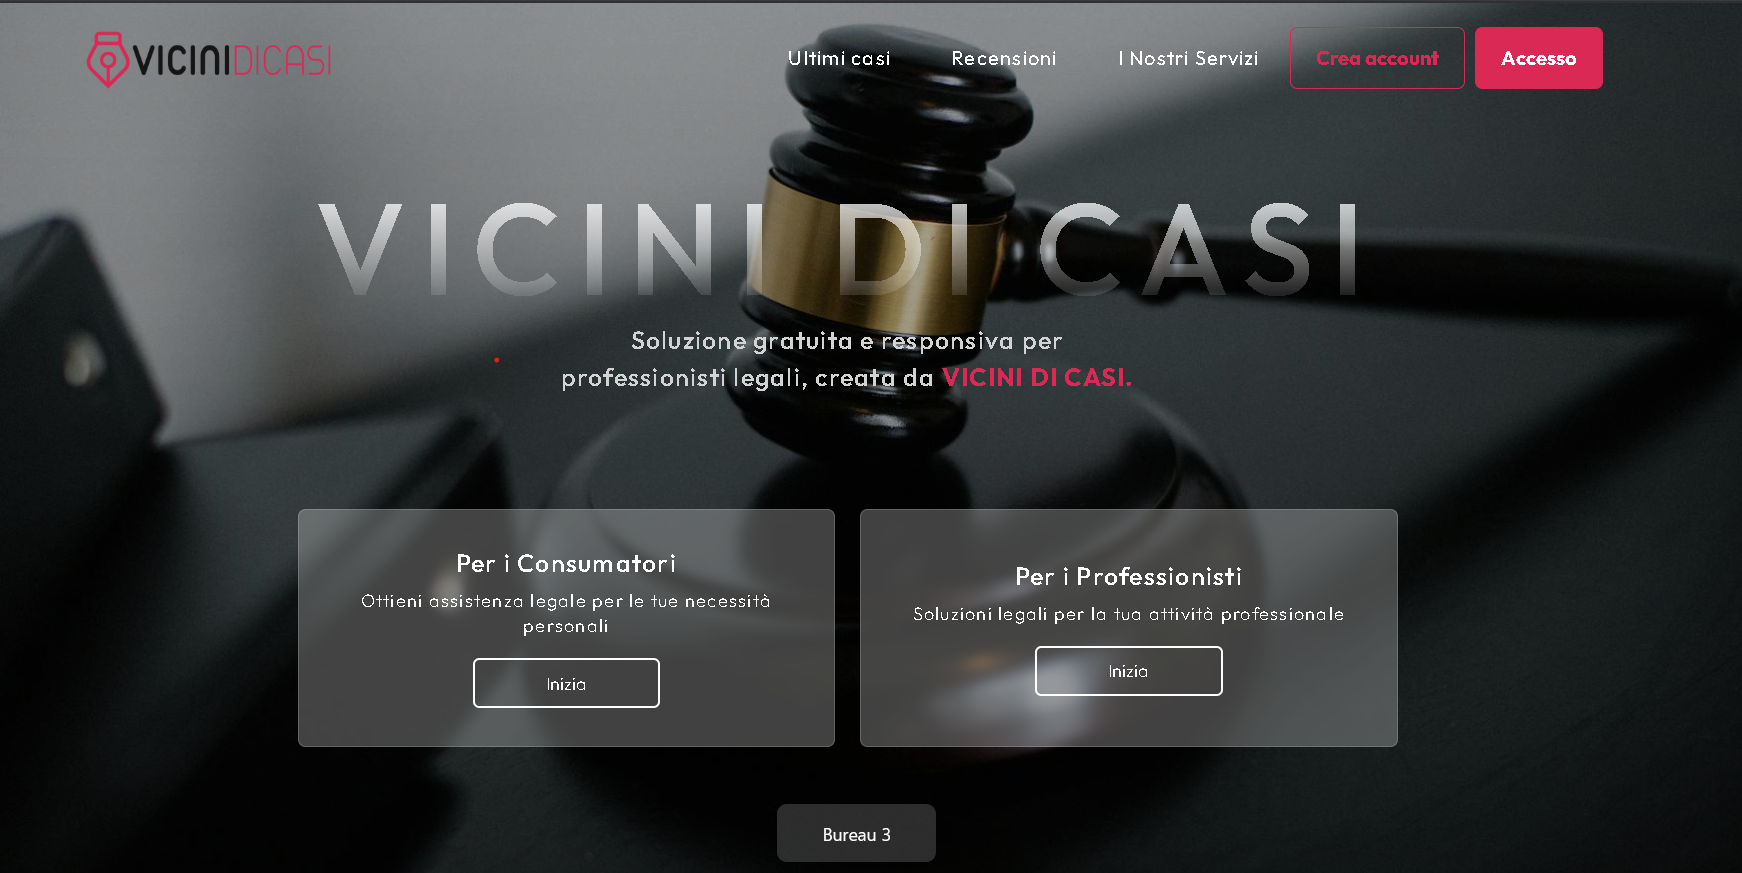 VICINIDICASI
Ultimi casi
Recensioni
I Nostri Servizi
Crea account
Accesso
VICINI DI CASI
Soluzione gratuita e responsiva per
professionisti legali, creata da VICINI DI CASI.
Per i Consumatori
Ottieni assistenza legale per le tue necessità
personali
Inizia
Per i Professionisti
Soluzioni legali per la tua attività professionale
Inizia
Bureau 3